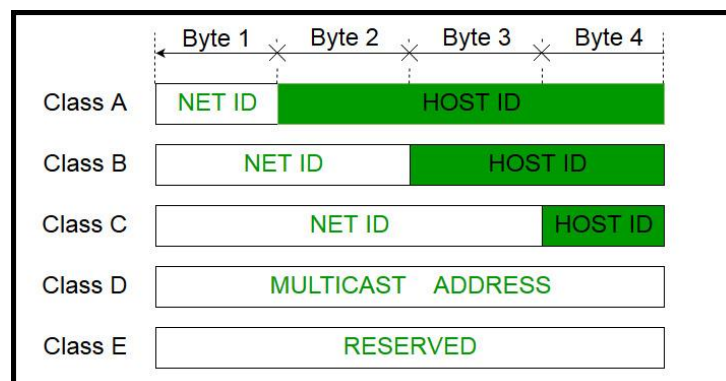 Byte 1 Byte 2 Byte 3 Byte 4
Class A NET ID HOST ID
Class B NET ID HOST ID
Class C NET ID HOST ID
Class D MULTICAST ADDRESS
Class E RESERVED